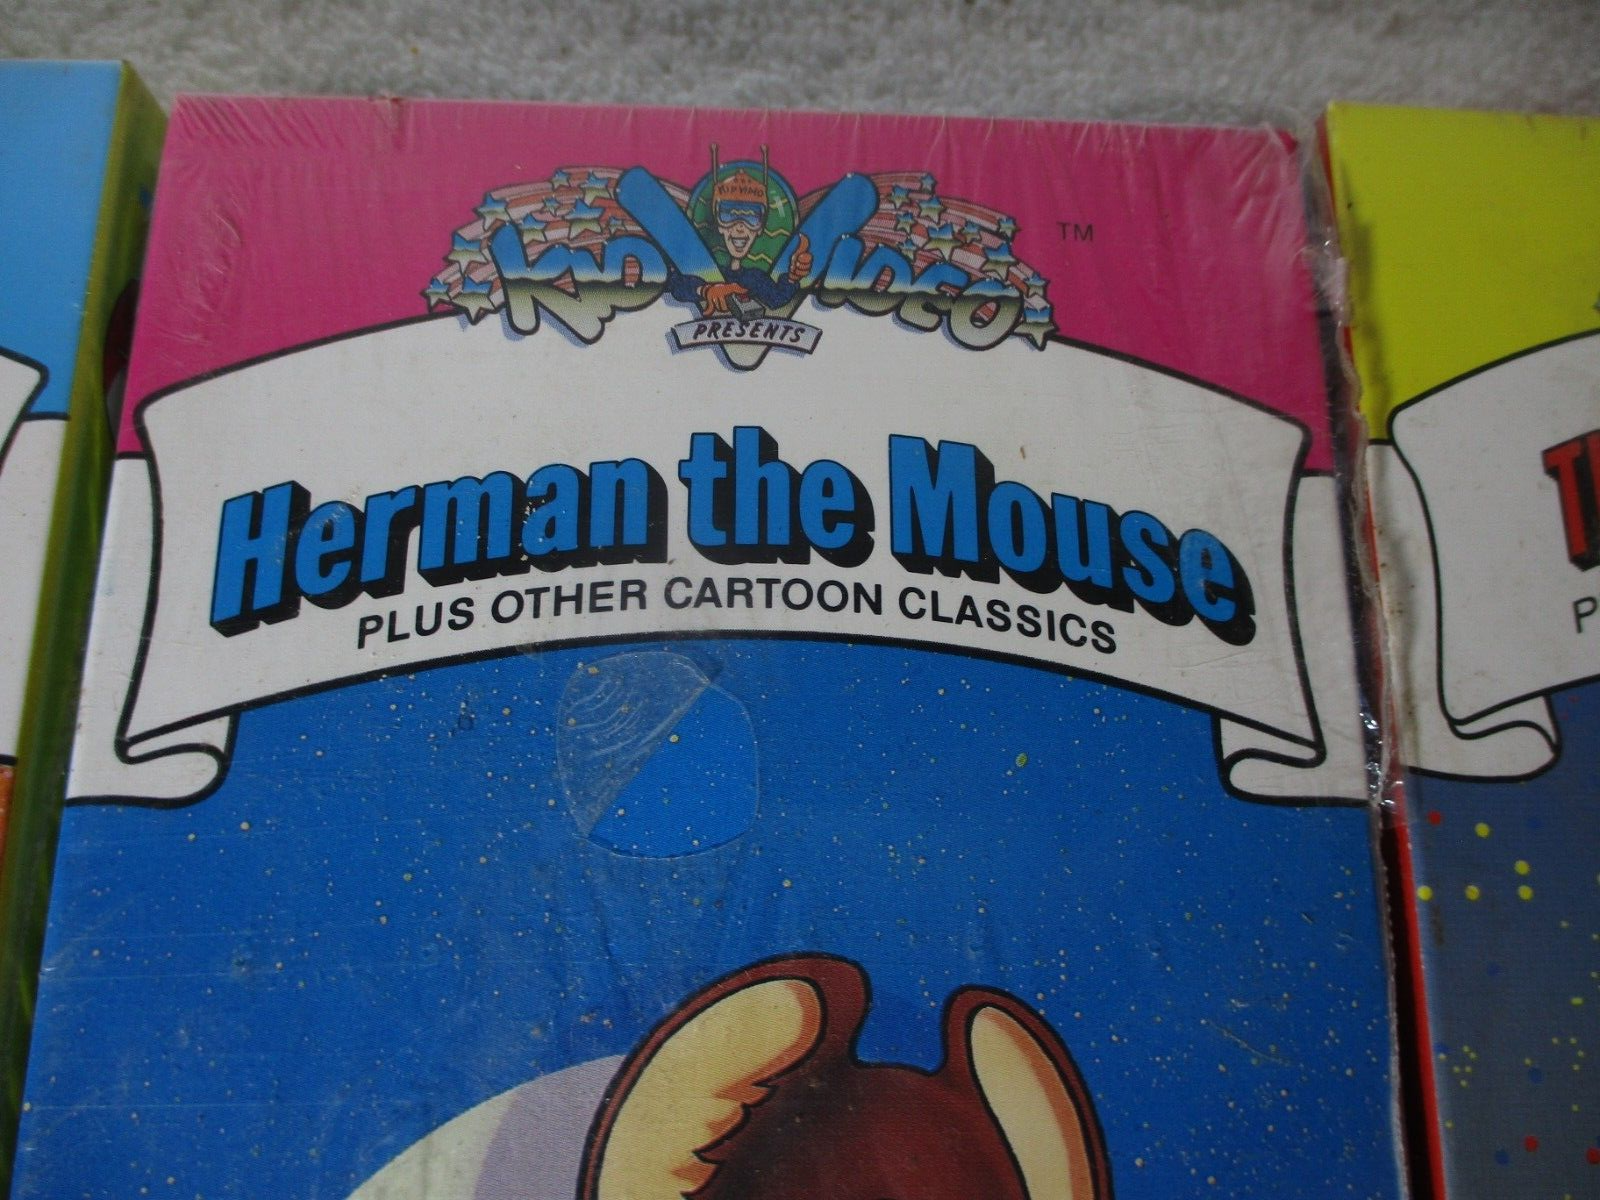 KID VIDEO
TM
PRESENTS
Herman the Mouse
PLUS OTHER CARTOON CLASSICS